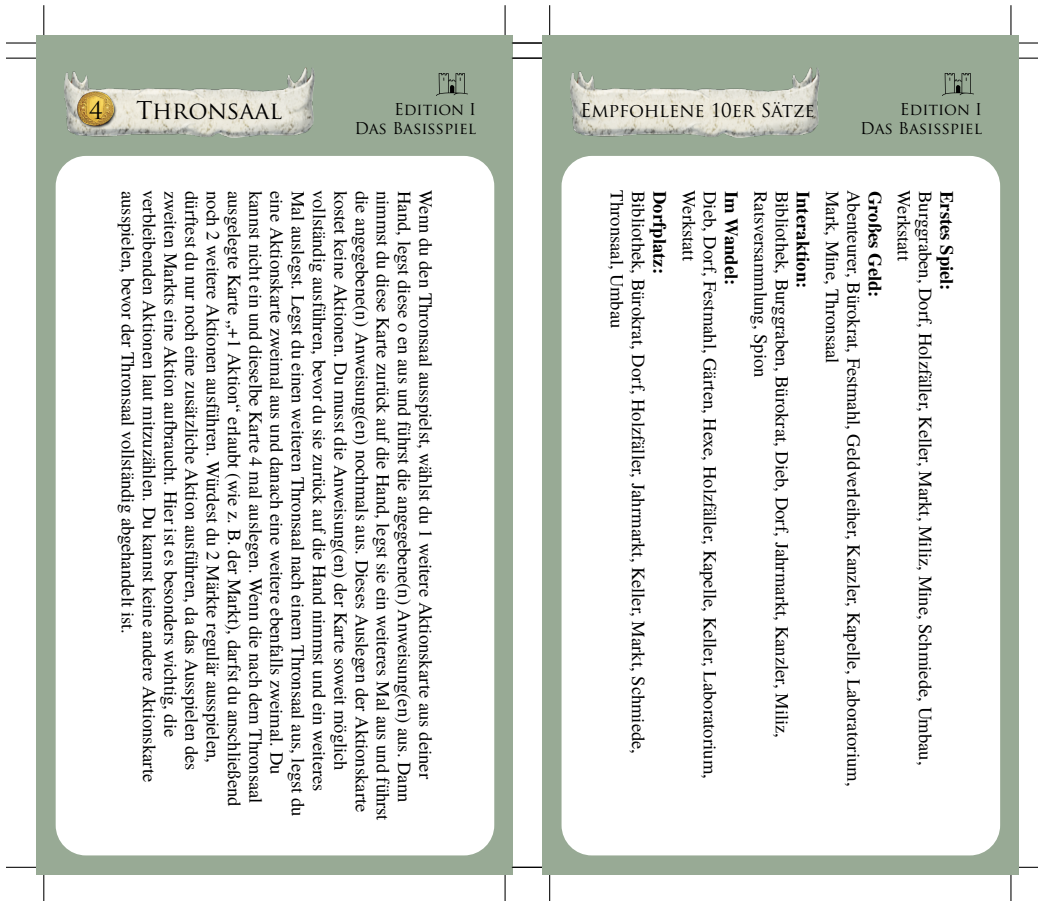 4
THRONSAAL
EDITION I
DAS BASISSPIEL
Wenn du den Thronsaal ausspielst, wählst du 1 weitere Aktionskarte aus deiner
Hand, legst diese o en aus und führst die angegebene(n) Anweisung(en) aus. Dann
nimmst du diese Karte zurück auf die Hand, legst sie ein weiteres Mal aus und führst
die angegebene(n) Anweisung(en) nochmals aus. Dieses Auslegen der Aktionskarte
kostet keine Aktionen. Du musst die Anweisung(en) der Karte soweit möglich
vollständig ausführen, bevor du sie zurück auf die Hand nimmst und ein weiteres
Mal auslegst. Legst du einen weiteren Thronsaal nach einem Thronsaal aus, legst du
eine Aktionskarte zweimal aus und danach eine weitere ebenfalls zweimal. Du
kannst nicht ein und dieselbe Karte 4 mal auslegen. Wenn die nach dem Thronsaal
ausgelegte Karte „+1 Aktion“ erlaubt (wie z. B. der Markt), darfst du anschließend
noch 2 weitere Aktionen ausführen. Würdest du 2 Märkte regulär ausspielen,
dürftest du nur noch eine zusätzliche Aktion ausführen, da das Ausspielen des
zweiten Markts eine Aktion aufbraucht. Hier ist es besonders wichtig, die
verbleibenden Aktionen laut mitzuzählen. Du kannst keine andere Aktionskarte
ausspielen, bevor der Thronsaal vollständig abgehandelt ist.
EMPFOHLENE 10ER SÄTZE
EDITION I
DAS BASISSPIEL
Erstes Spiel:
Burggraben, Dorf, Holzfäller, Keller, Markt, Miliz, Mine, Schmiede, Umbau,
Werkstatt
Großes Geld:
Abenteurer, Bürokrat, Festmahl, Geldverleiher, Kanzler, Kapelle, Laboratorium,
Mark, Mine, Thronsaal
Interaktion:
Bibliothek, Burggraben, Bürokrat, Dieb, Dorf, Jahrmarkt, Kanzler, Miliz,
Ratsversammlung, Spion
Im Wandel:
Dieb, Dorf, Festmahl, Gärten, Hexe, Holzfäller, Kapelle, Keller, Laboratorium,
Werkstatt
Dorfplatz:
Bibliothek, Bürokrat, Dorf, Holzfäller, Jahrmarkt, Keller, Markt, Schmiede,
Thronsaal, Umbau